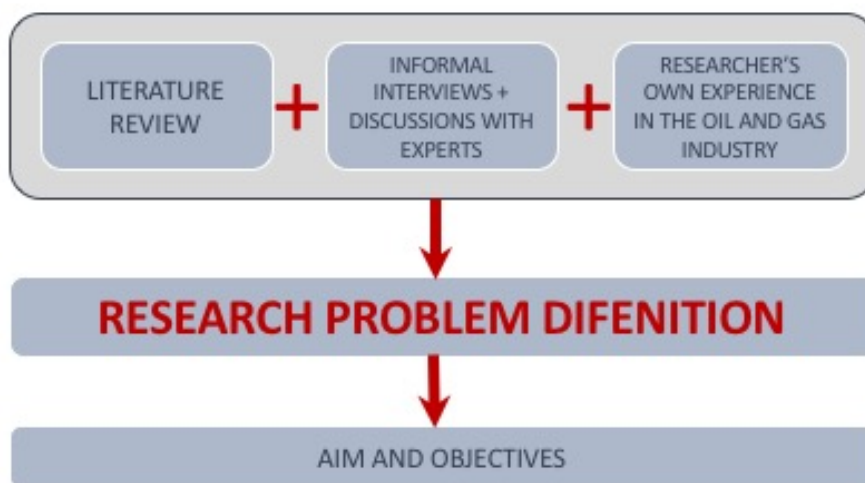 LITERATURE
REVIEW
+
INFORMAL
INTERVIEWS +
DISCUSSIONS WITH
EXPERTS
+
RESEARCHER'S
OWN EXPERIENCE
IN THE OIL AND GAS
INDUSTRY
RESEARCH PROBLEM DIFENITION
AIM AND OBJECTIVES